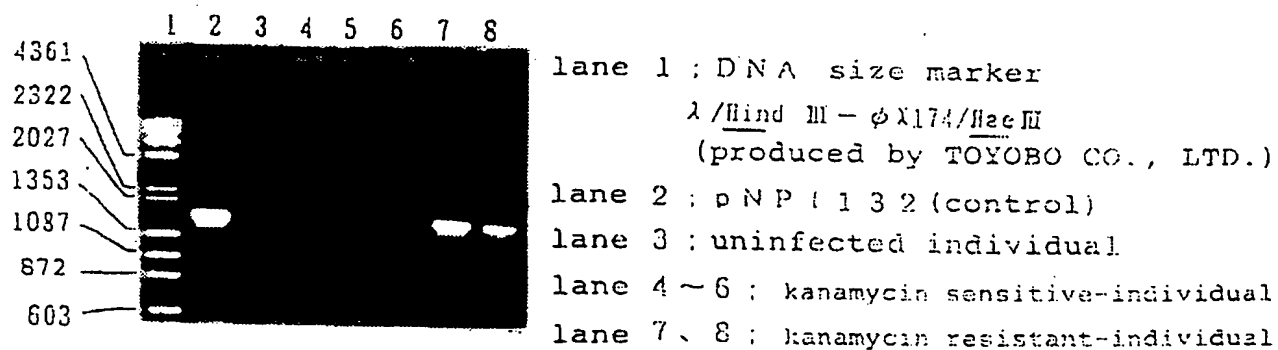 1 2 3 4 5 6 7 8
4361
2322
2027
1353
1087
872
603
lane 1 ; DNA size marker
λ/Hind III - φX174/Hae III
(produced by TOYOBO CO., LTD.)
lane 2 ; pNPI132 (control)
lane 3 ; uninfected individual
lane 4~6 ; kanamycin sensitive-individual
lane 7、8 ; kanamycin resistant-individual